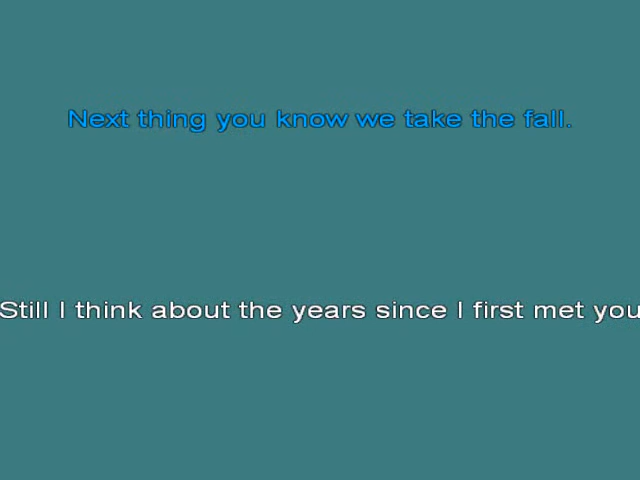 Next thing you know we take the fall.
Still I think about the years since I first met you